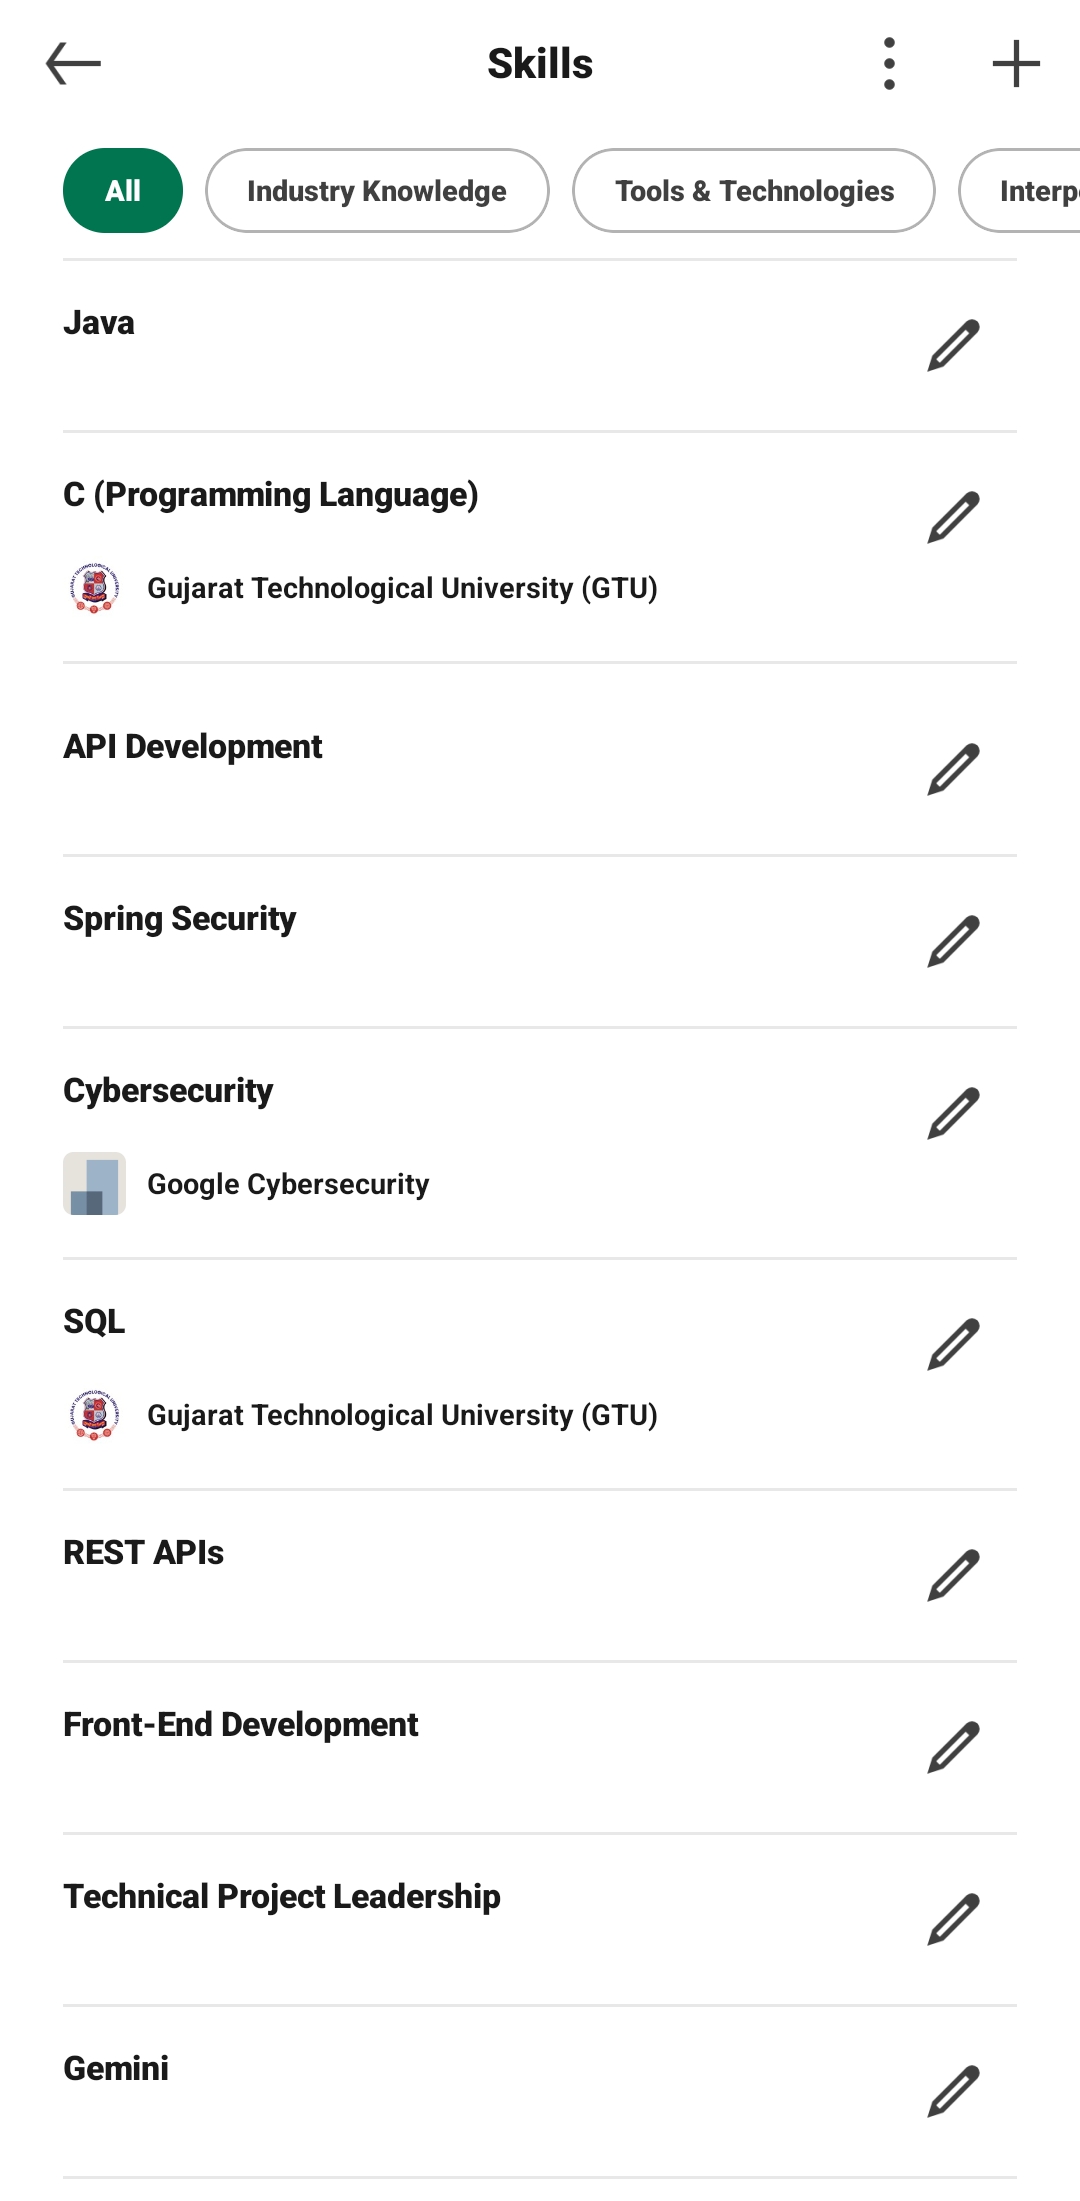 Skills
All
Industry Knowledge
Tools & Technologies
Interp
Java
C (Programming Language)
Gujarat Technological University (GTU)
API Development
Spring Security
Cybersecurity
Google Cybersecurity
SQL
Gujarat Technological University (GTU)
REST APIs
Front-End Development
Technical Project Leadership
Gemini